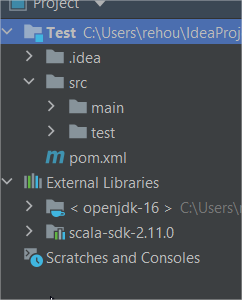 Project
Test C:\Users\rehou\IdeaProj
.idea
src
main
test
pom.xml
External Libraries
< openjdk-16 > C:\Users\r
scala-sdk-2.11.0
Scratches and Consoles